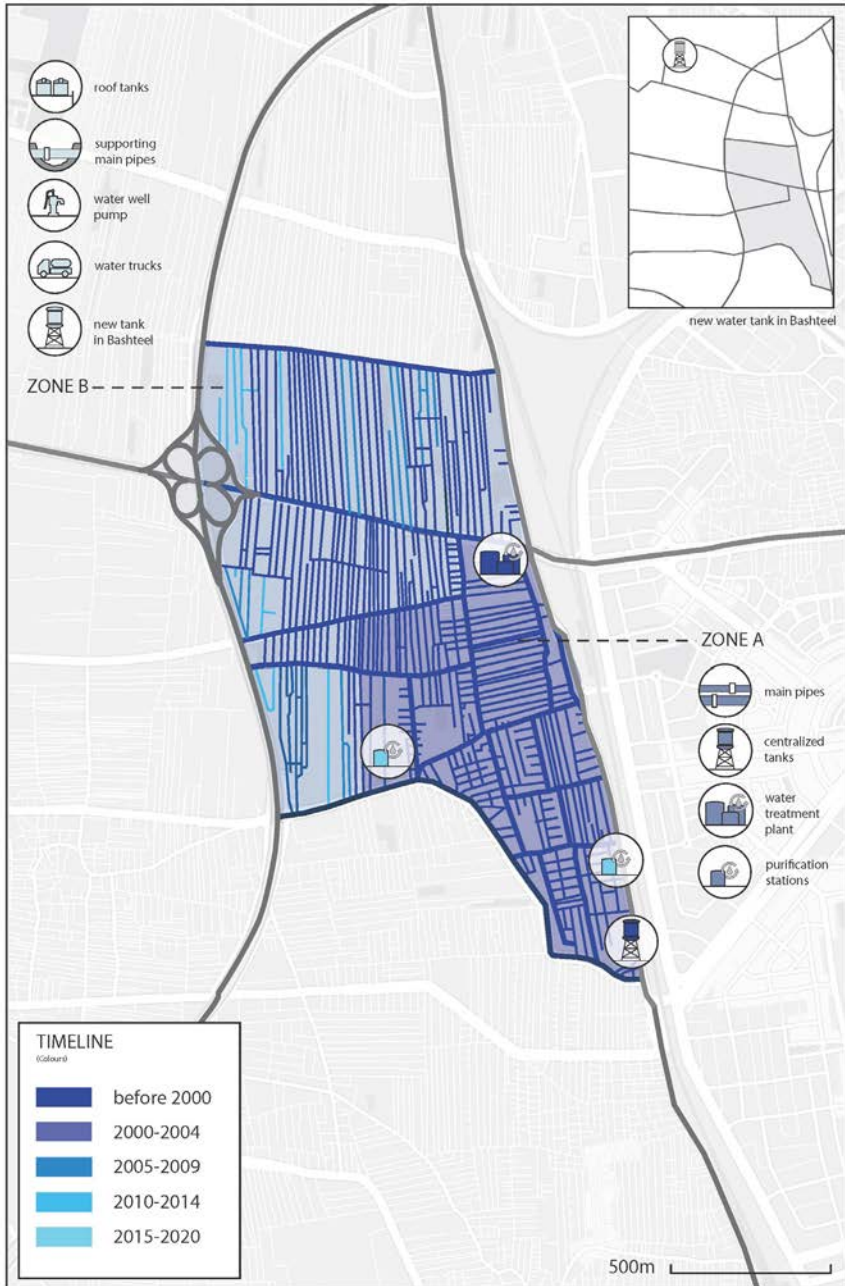 roof tanks
supporting
main pipes
water well
pump
water trucks
new tank
in Bashteel
new water tank in Bashteel
ZONE B
ZONE A
main pipes
centralized
tanks
water
treatment
plant
purification
stations
TIMELINE
(Colours)
before 2000
2000-2004
2005-2009
2010-2014
2015-2020
500m